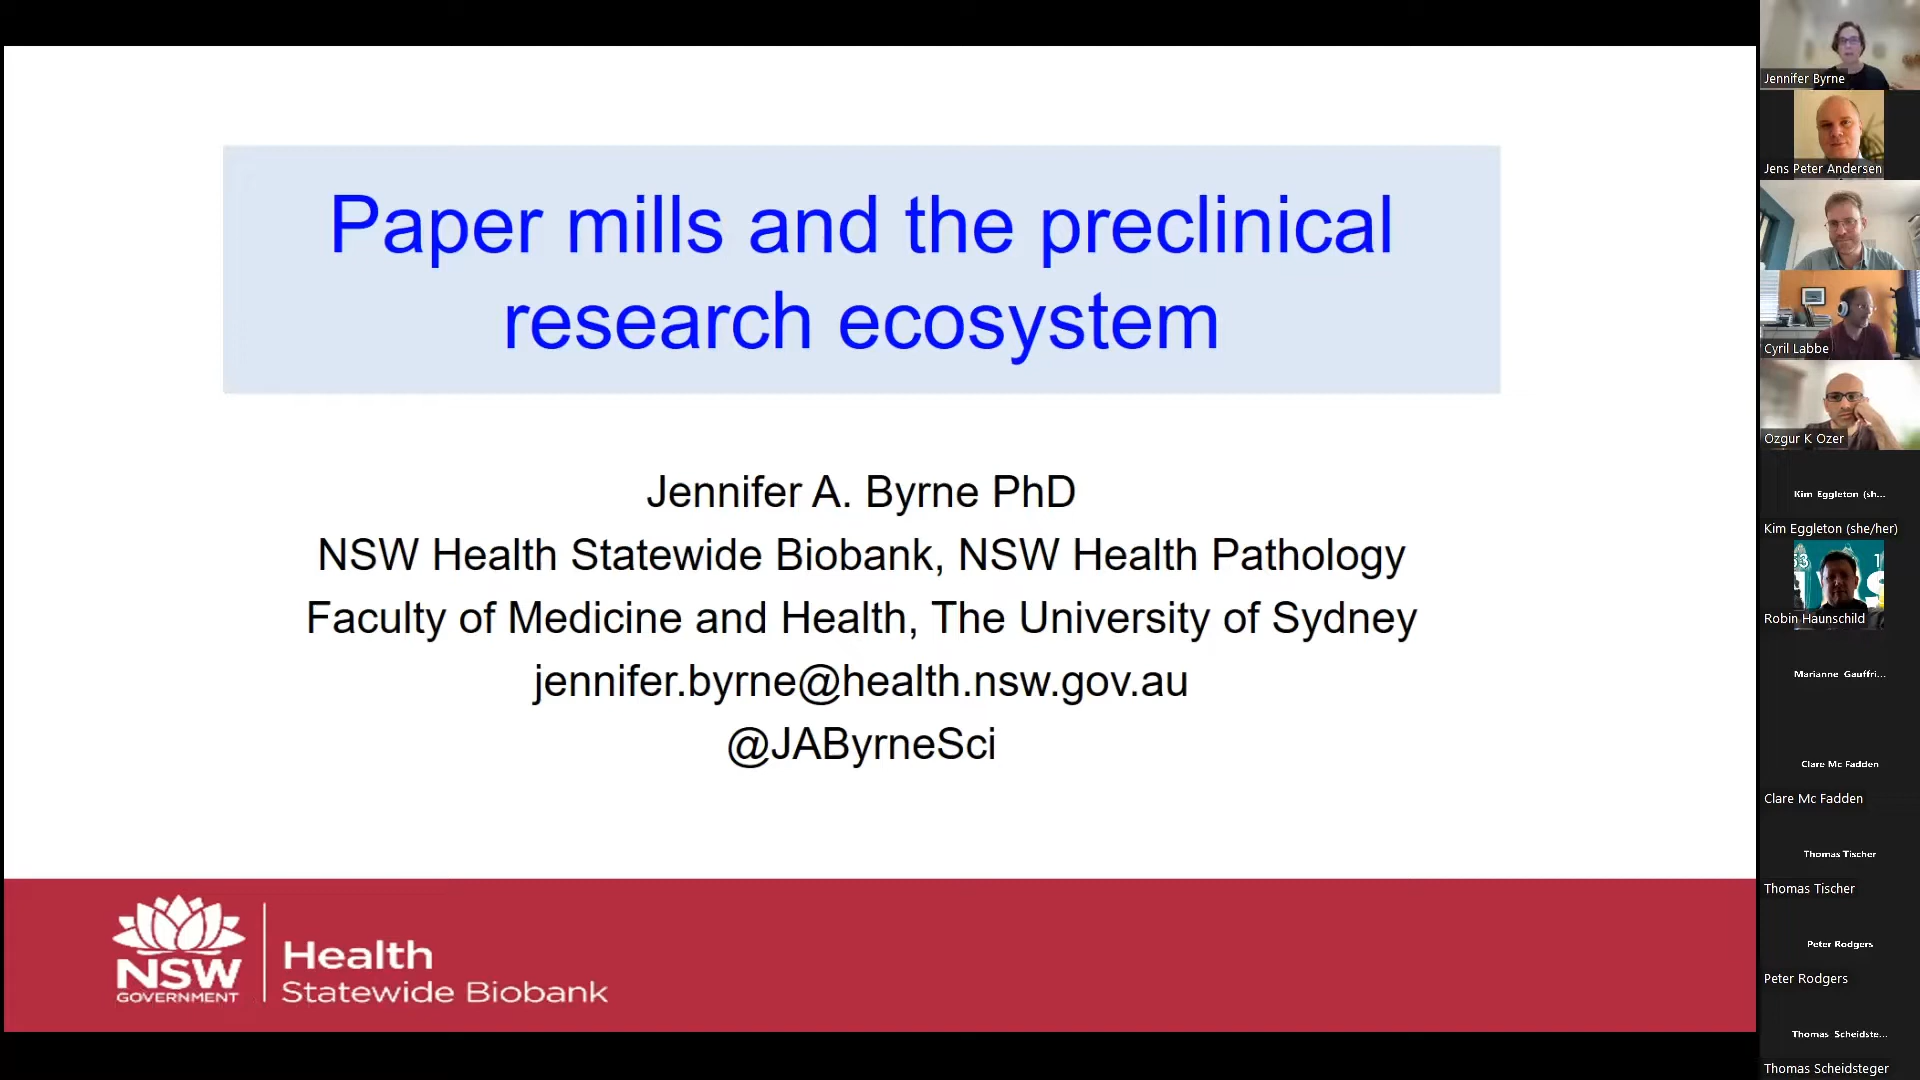 Paper mills and the preclinical
research ecosystem
Jennifer A. Byrne PhD
NSW Health Statewide Biobank, NSW Health Pathology
Faculty of Medicine and Health, The University of Sydney
jennifer.byrne@health.nsw.gov.au
@JAByrneSci
NSW
GOVERNMENT
Health
Statewide Biobank
Jennifer Byrne
Jens Peter Andersen
Cyril Labbe
Ozgur K Ozer
Kim Eggleton (sh...
Kim Eggleton (she/her)
Robin Haunschild
Marianne Gauffri...
Clare Mc Fadden
Clare Mc Fadden
Thomas Tischer
Thomas Tischer
Peter Rodgers
Peter Rodgers
Thomas Scheidste...
Thomas Scheidsteger